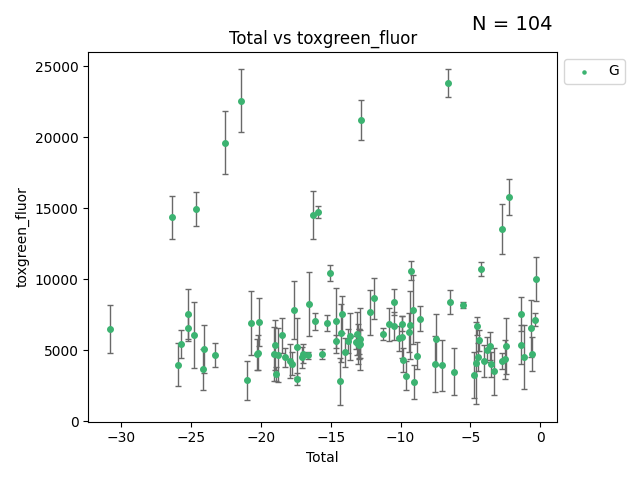 N = 104
Total vs toxgreen_fluor
G
toxgreen_fluor
25000
20000
15000
10000
5000
0
−30 −25 −20 −15 −10 −5 0
Total